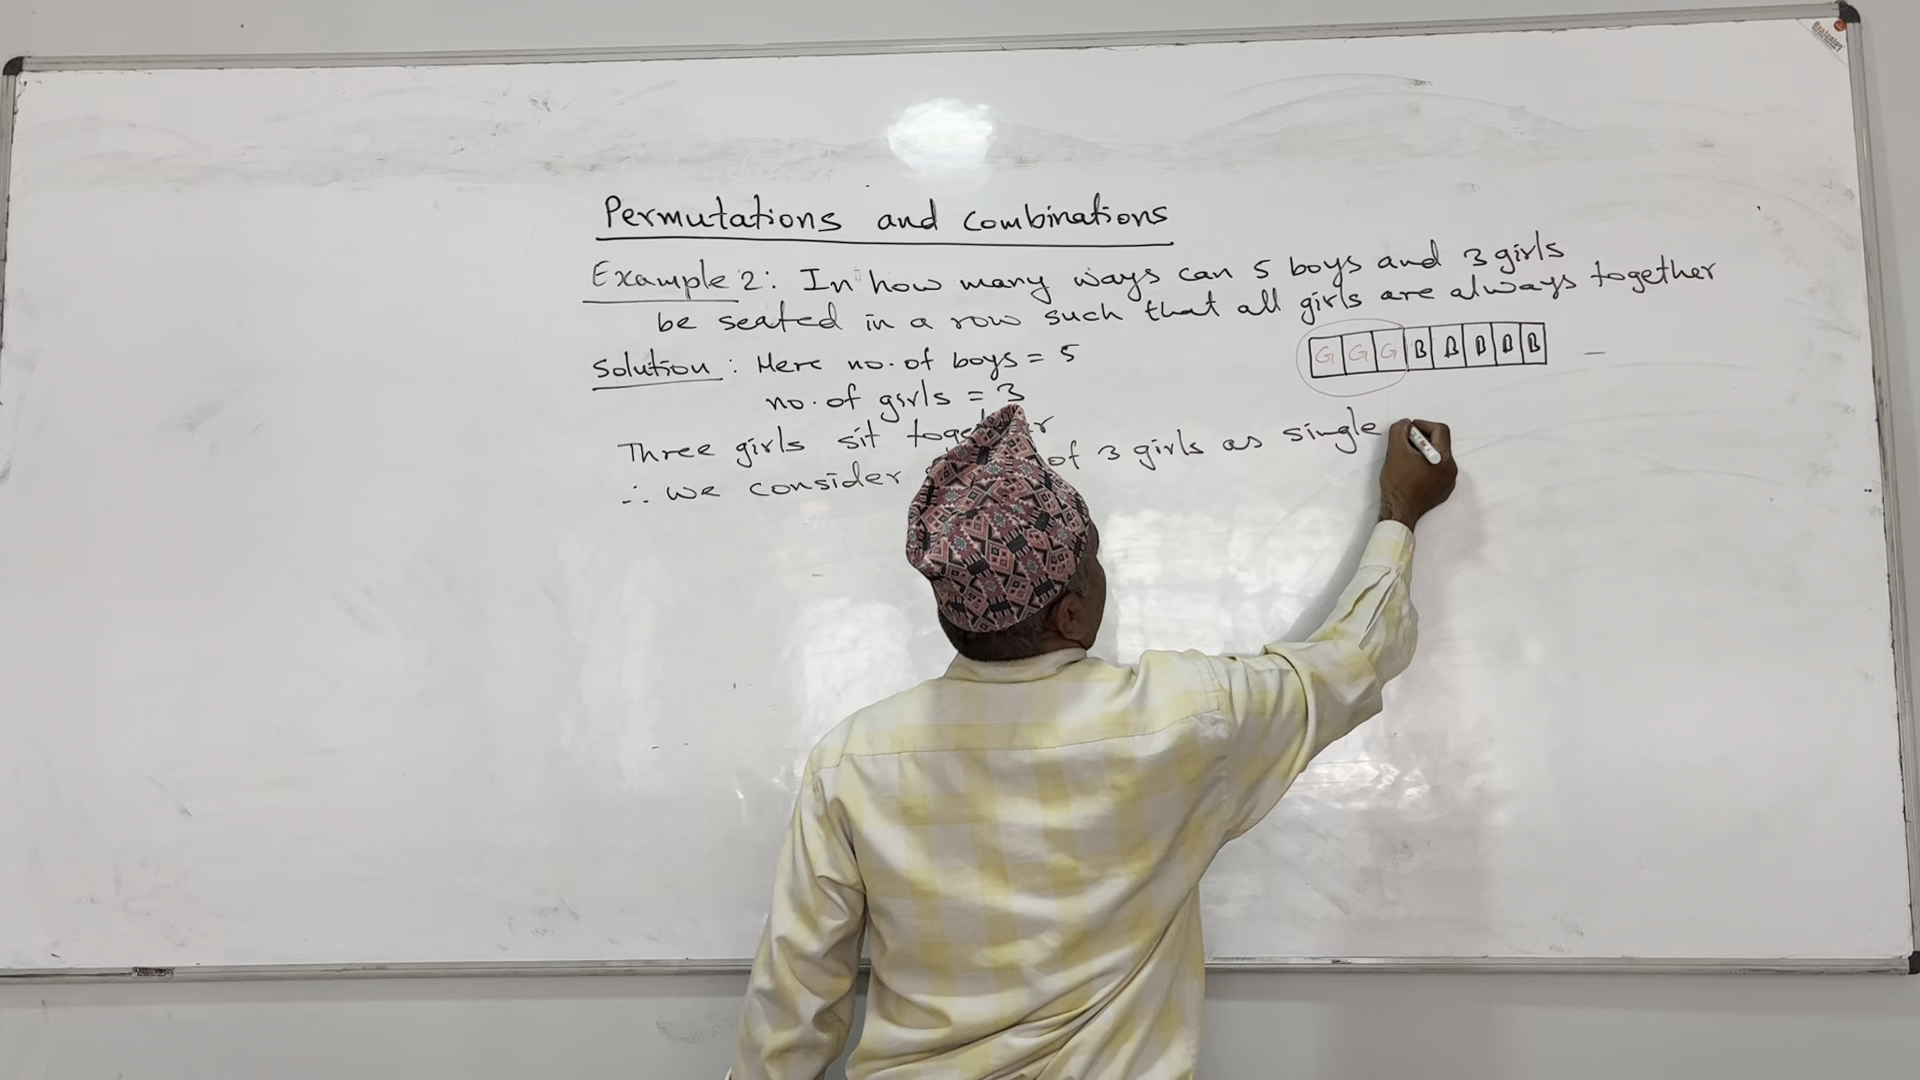 Permutations and Combinations
Example 2: In how many ways can 5 boys and 3 girls
be seated in a row such that all girls are always together
Solution: Here no. of boys = 5
G G G B B B B B
no. of girls = 3
Three girls sit
∴ we consider of 3 girls as single